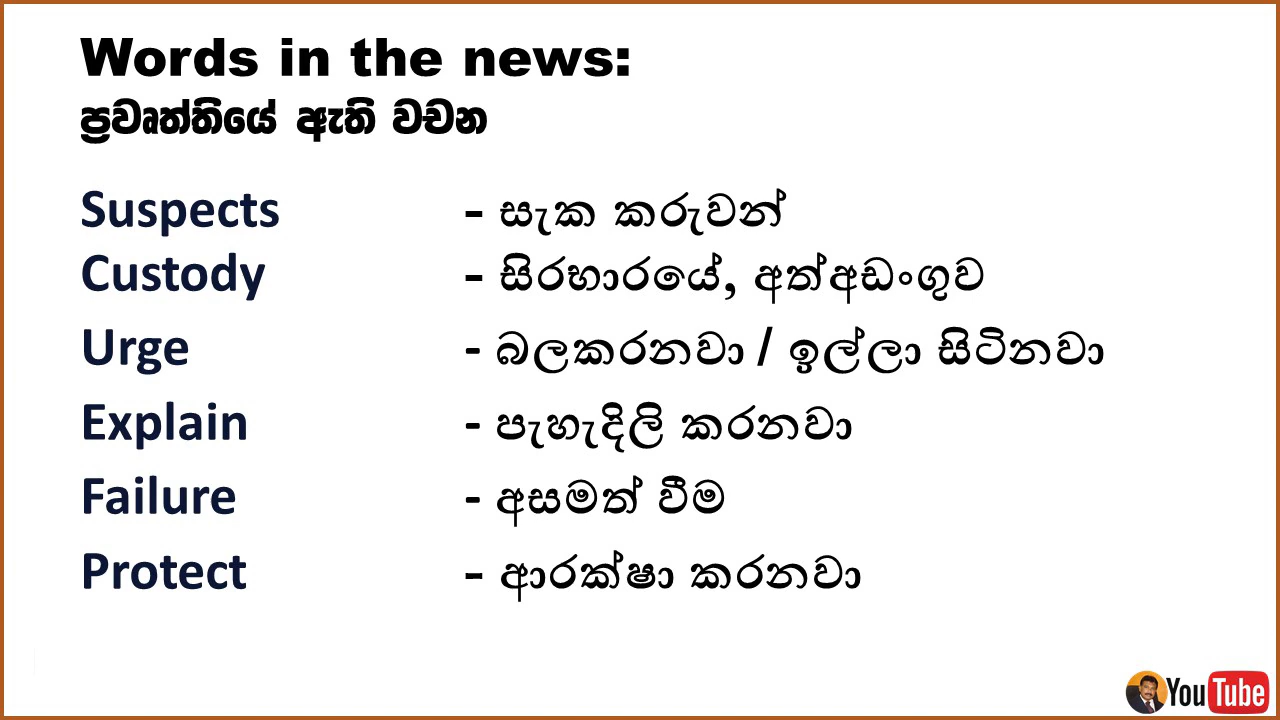 Words in the news:
ප්‍රවෘත්තියේ ඇති වචන
Suspects - සැක කරුවන්
Custody - සිරභාරයේ, අත්අඩංගුව
Urge - බලකරනවා / ඉල්ලා සිටිනවා
Explain - පැහැදිලි කරනවා
Failure - අසමත් වීම
Protect - ආරක්ෂා කරනවා
YouTube